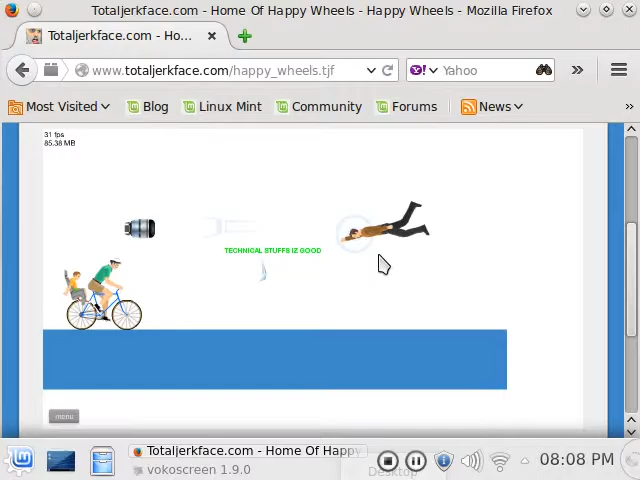 Totaljerkface.com - Home Of Happy Wheels - Happy Wheels - Mozilla Firefox
Totaljerkface.com - Ho...
www.totaljerkface.com/happy_wheels.tjf
Yahoo
Most Visited
Blog
Linux Mint
Community
Forums
News
31 fps
85.38 MB
TECHNICAL STUFFS IZ GOOD
menu
Totaljerkface.com - Home Of Happy
vokoscreen 1.9.0
Desktop
08:08 PM